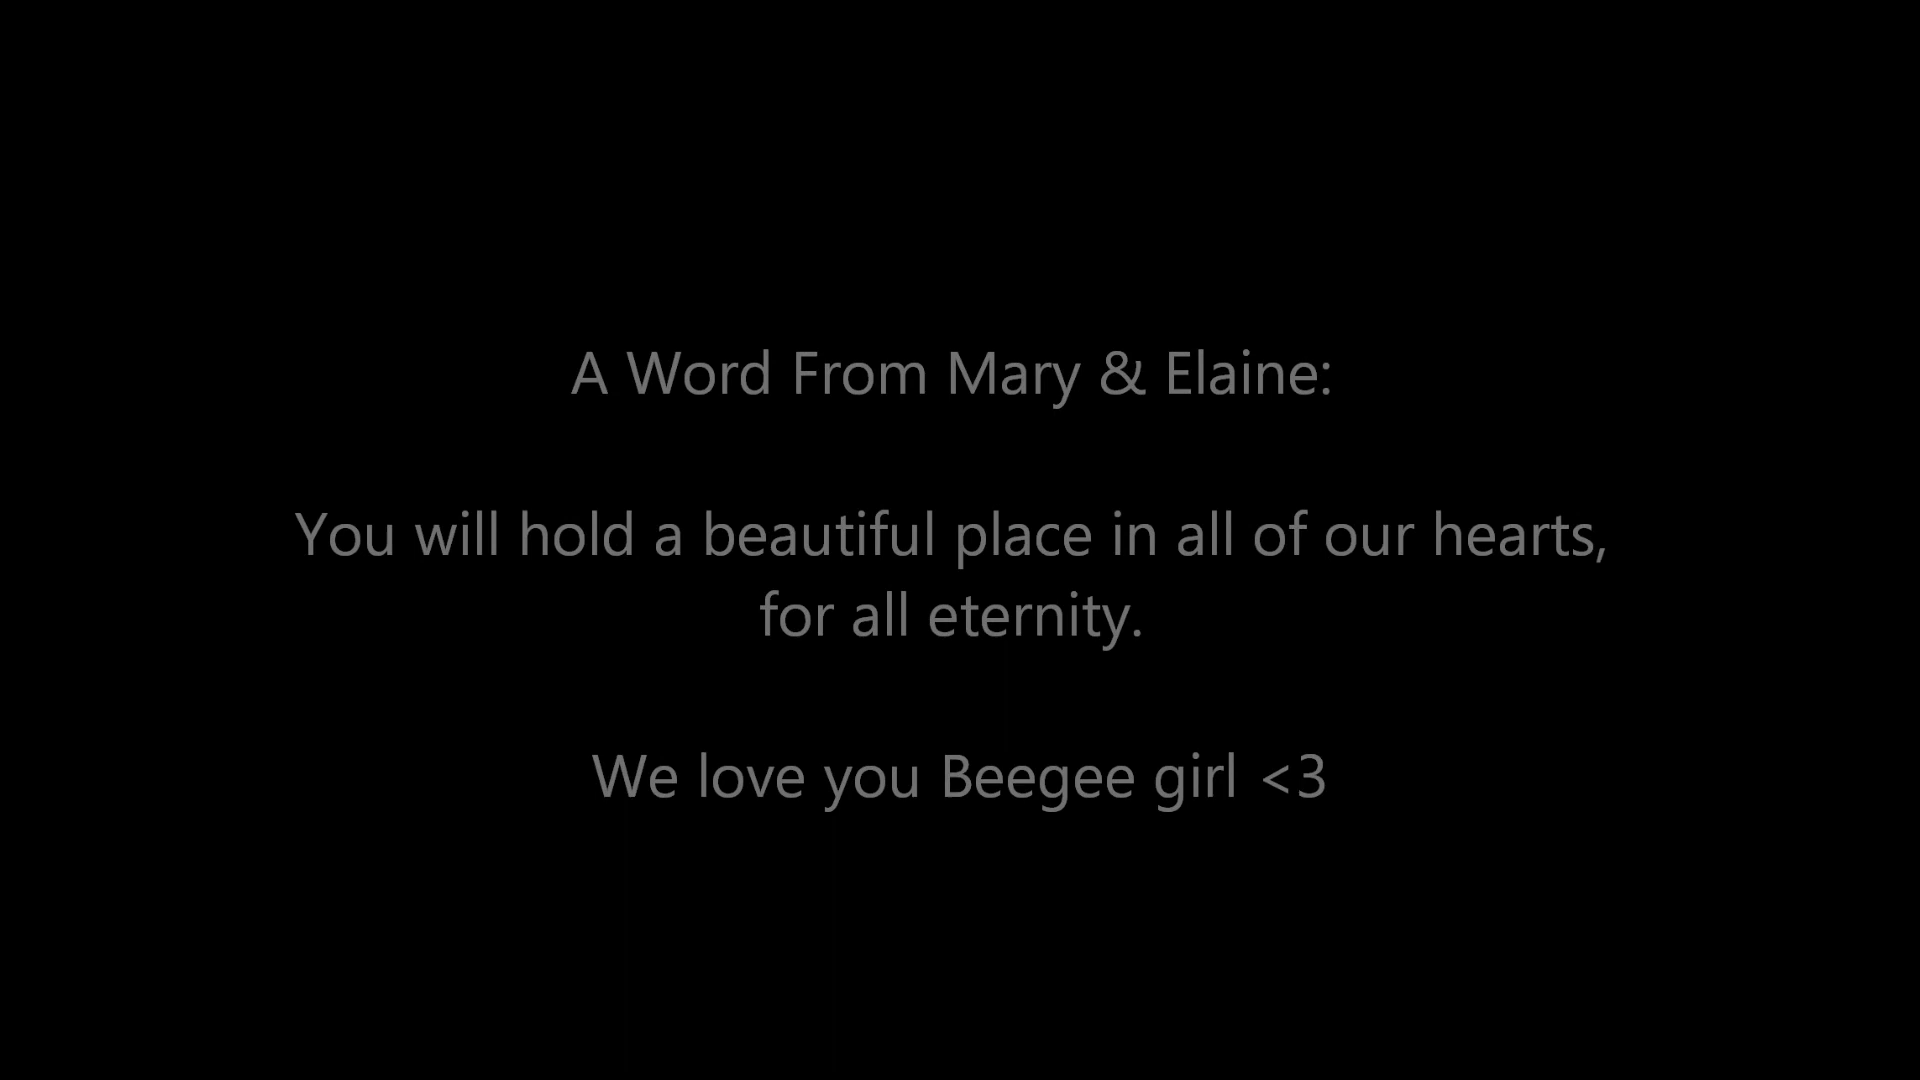 A Word From Mary & Elaine:
You will hold a beautiful place in all of our hearts,
for all eternity.
We love you Beegee girl <3